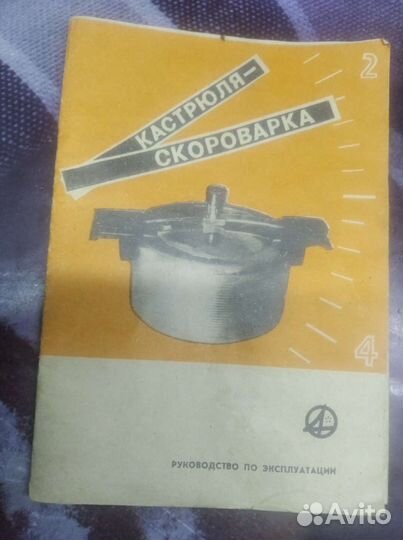 2
КАСТРЮЛЯ-
СКОРОВАРКА
4
РУКОВОДСТВО ПО ЭКСПЛУАТАЦИИ
Avito